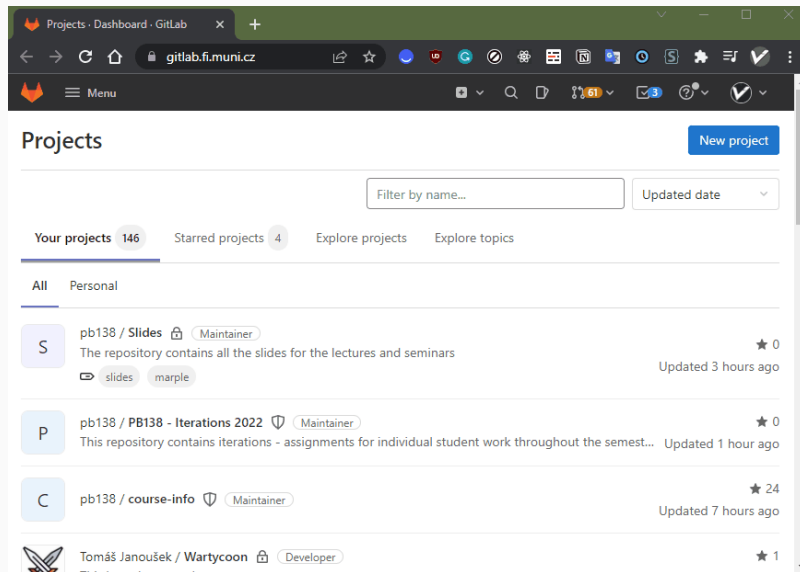 Projects · Dashboard · GitLab
gitlab.fi.muni.cz
Menu
61
3
Projects
New project
Filter by name...
Updated date
Your projects 146 Starred projects 4 Explore projects Explore topics
All Personal
S
pb138 / Slides Maintainer
The repository contains all the slides for the lectures and seminars
slides marple
0
Updated 3 hours ago
P
pb138 / PB138 - Iterations 2022 Maintainer
This repository contains iterations - assignments for individual student work throughout the semest...
0
Updated 1 hour ago
C
pb138 / course-info Maintainer
24
Updated 7 hours ago
Tomáš Janoušek / Wartycoon Developer
1